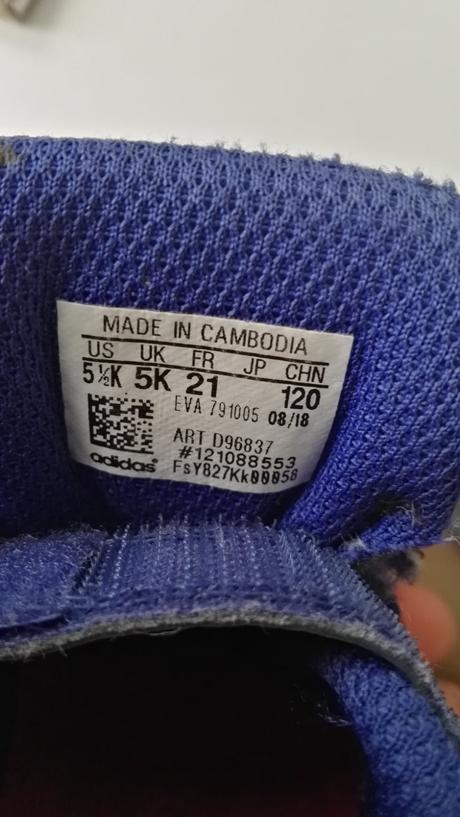 MADE IN CAMBODIA
US UK FR JP CHN
5½K 5K 21 120
EVA 791005 08/18
ART D96837
#121088553
adidas® FsY827Kk00058